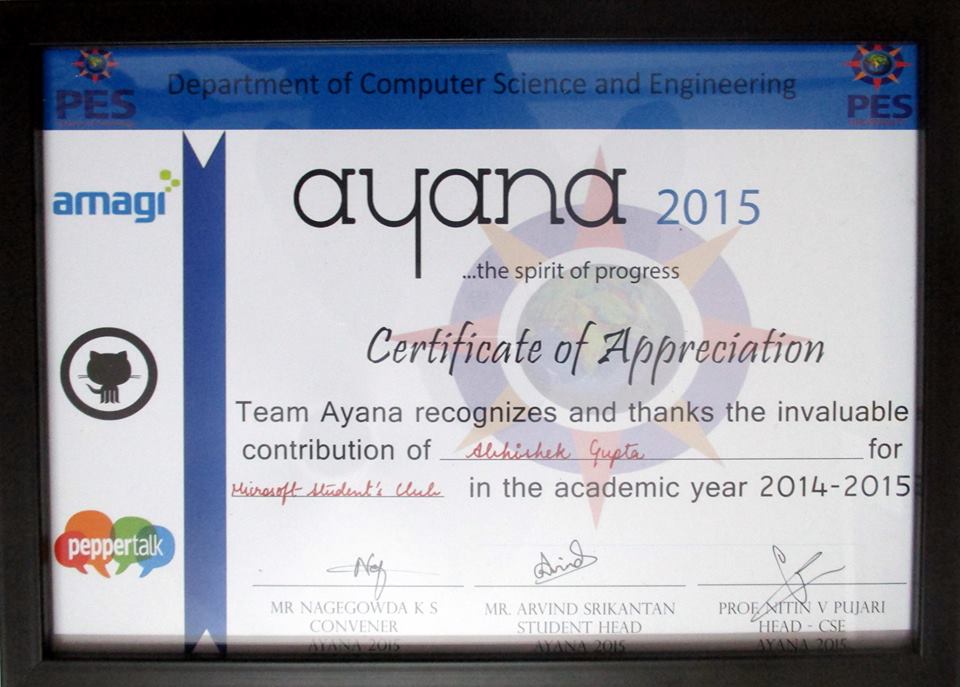 PES
Department of Computer Science and Engineering
PES
amagi
ayana 2015
...the spirit of progress
Certificate of Appreciation
Team Ayana recognizes and thanks the invaluable
contribution of Abhishek Gupta for
Microsoft Student's Club in the academic year 2014-2015
peppertalk
MR NAGEGOWDA K S
CONVENER
AYANA 2015
MR. ARVIND SRIKANTAN
STUDENT HEAD
AYANA 2015
PROF. NITIN V PUJARI
HEAD - CSE
AYANA 2015